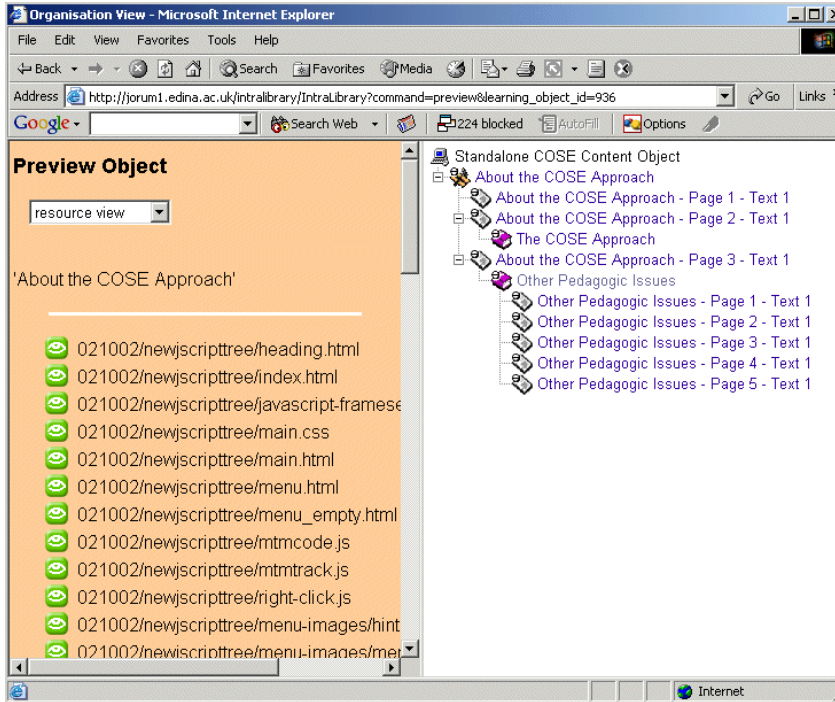 Organisation View - Microsoft Internet Explorer
File Edit View Favorites Tools Help
Back Search Favorites Media
Address http://jorum1.edina.ac.uk/intralibrary/IntraLibrary?command=preview&learning_object_id=936 Go Links
Google Search Web 224 blocked AutoFill Options
Preview Object
resource view
'About the COSE Approach'
021002/newjscripttree/heading.html
021002/newjscripttree/index.html
021002/newjscripttree/javascript-framese
021002/newjscripttree/main.css
021002/newjscripttree/main.html
021002/newjscripttree/menu.html
021002/newjscripttree/menu_empty.html
021002/newjscripttree/mtmcode.js
021002/newjscripttree/mtmtrack.js
021002/newjscripttree/right-click.js
021002/newjscripttree/menu-images/hint
021002/newjscripttree/menu-images/mer
Standalone COSE Content Object
About the COSE Approach
About the COSE Approach - Page 1 - Text 1
About the COSE Approach - Page 2 - Text 1
The COSE Approach
About the COSE Approach - Page 3 - Text 1
Other Pedagogic Issues
Other Pedagogic Issues - Page 1 - Text 1
Other Pedagogic Issues - Page 2 - Text 1
Other Pedagogic Issues - Page 3 - Text 1
Other Pedagogic Issues - Page 4 - Text 1
Other Pedagogic Issues - Page 5 - Text 1
Internet